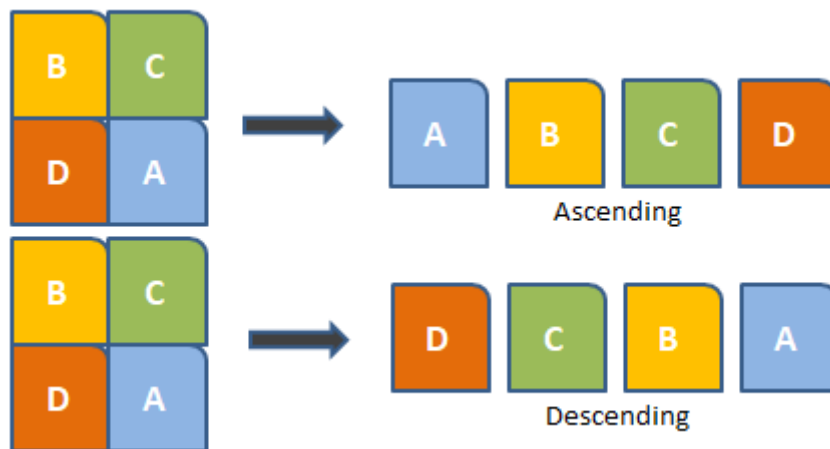 B C
D A
A B C D
Ascending
B C
D A
D C B A
Descending